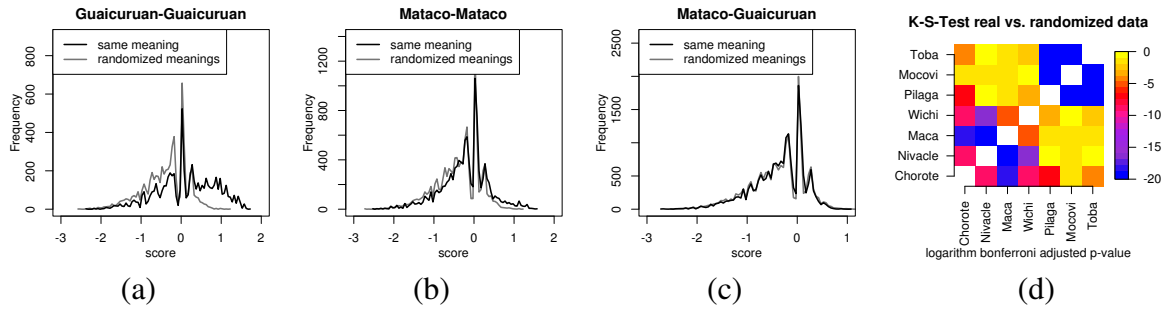 Guaicuruan-Guaicuruan
same meaning
randomized meanings
Frequency
0 200 400 600 800
-3 -2 -1 0 1 2
score
(a)
Mataco-Mataco
same meaning
randomized meanings
Frequency
0 400 800 1200
-3 -2 -1 0 1 2
score
(b)
Mataco-Guaicuruan
same meaning
randomized meanings
Frequency
0 500 1500 2500
-3 -2 -1 0 1
score
(c)
K-S-Test real vs. randomized data
Toba
Mocovi
Pilaga
Wichi
Maca
Nivacle
Chorote
Chorote
Nivacle
Maca
Wichi
Pilaga
Mocovi
Toba
0
-5
-10
-15
-20
logarithm bonferroni adjusted p-value
(d)